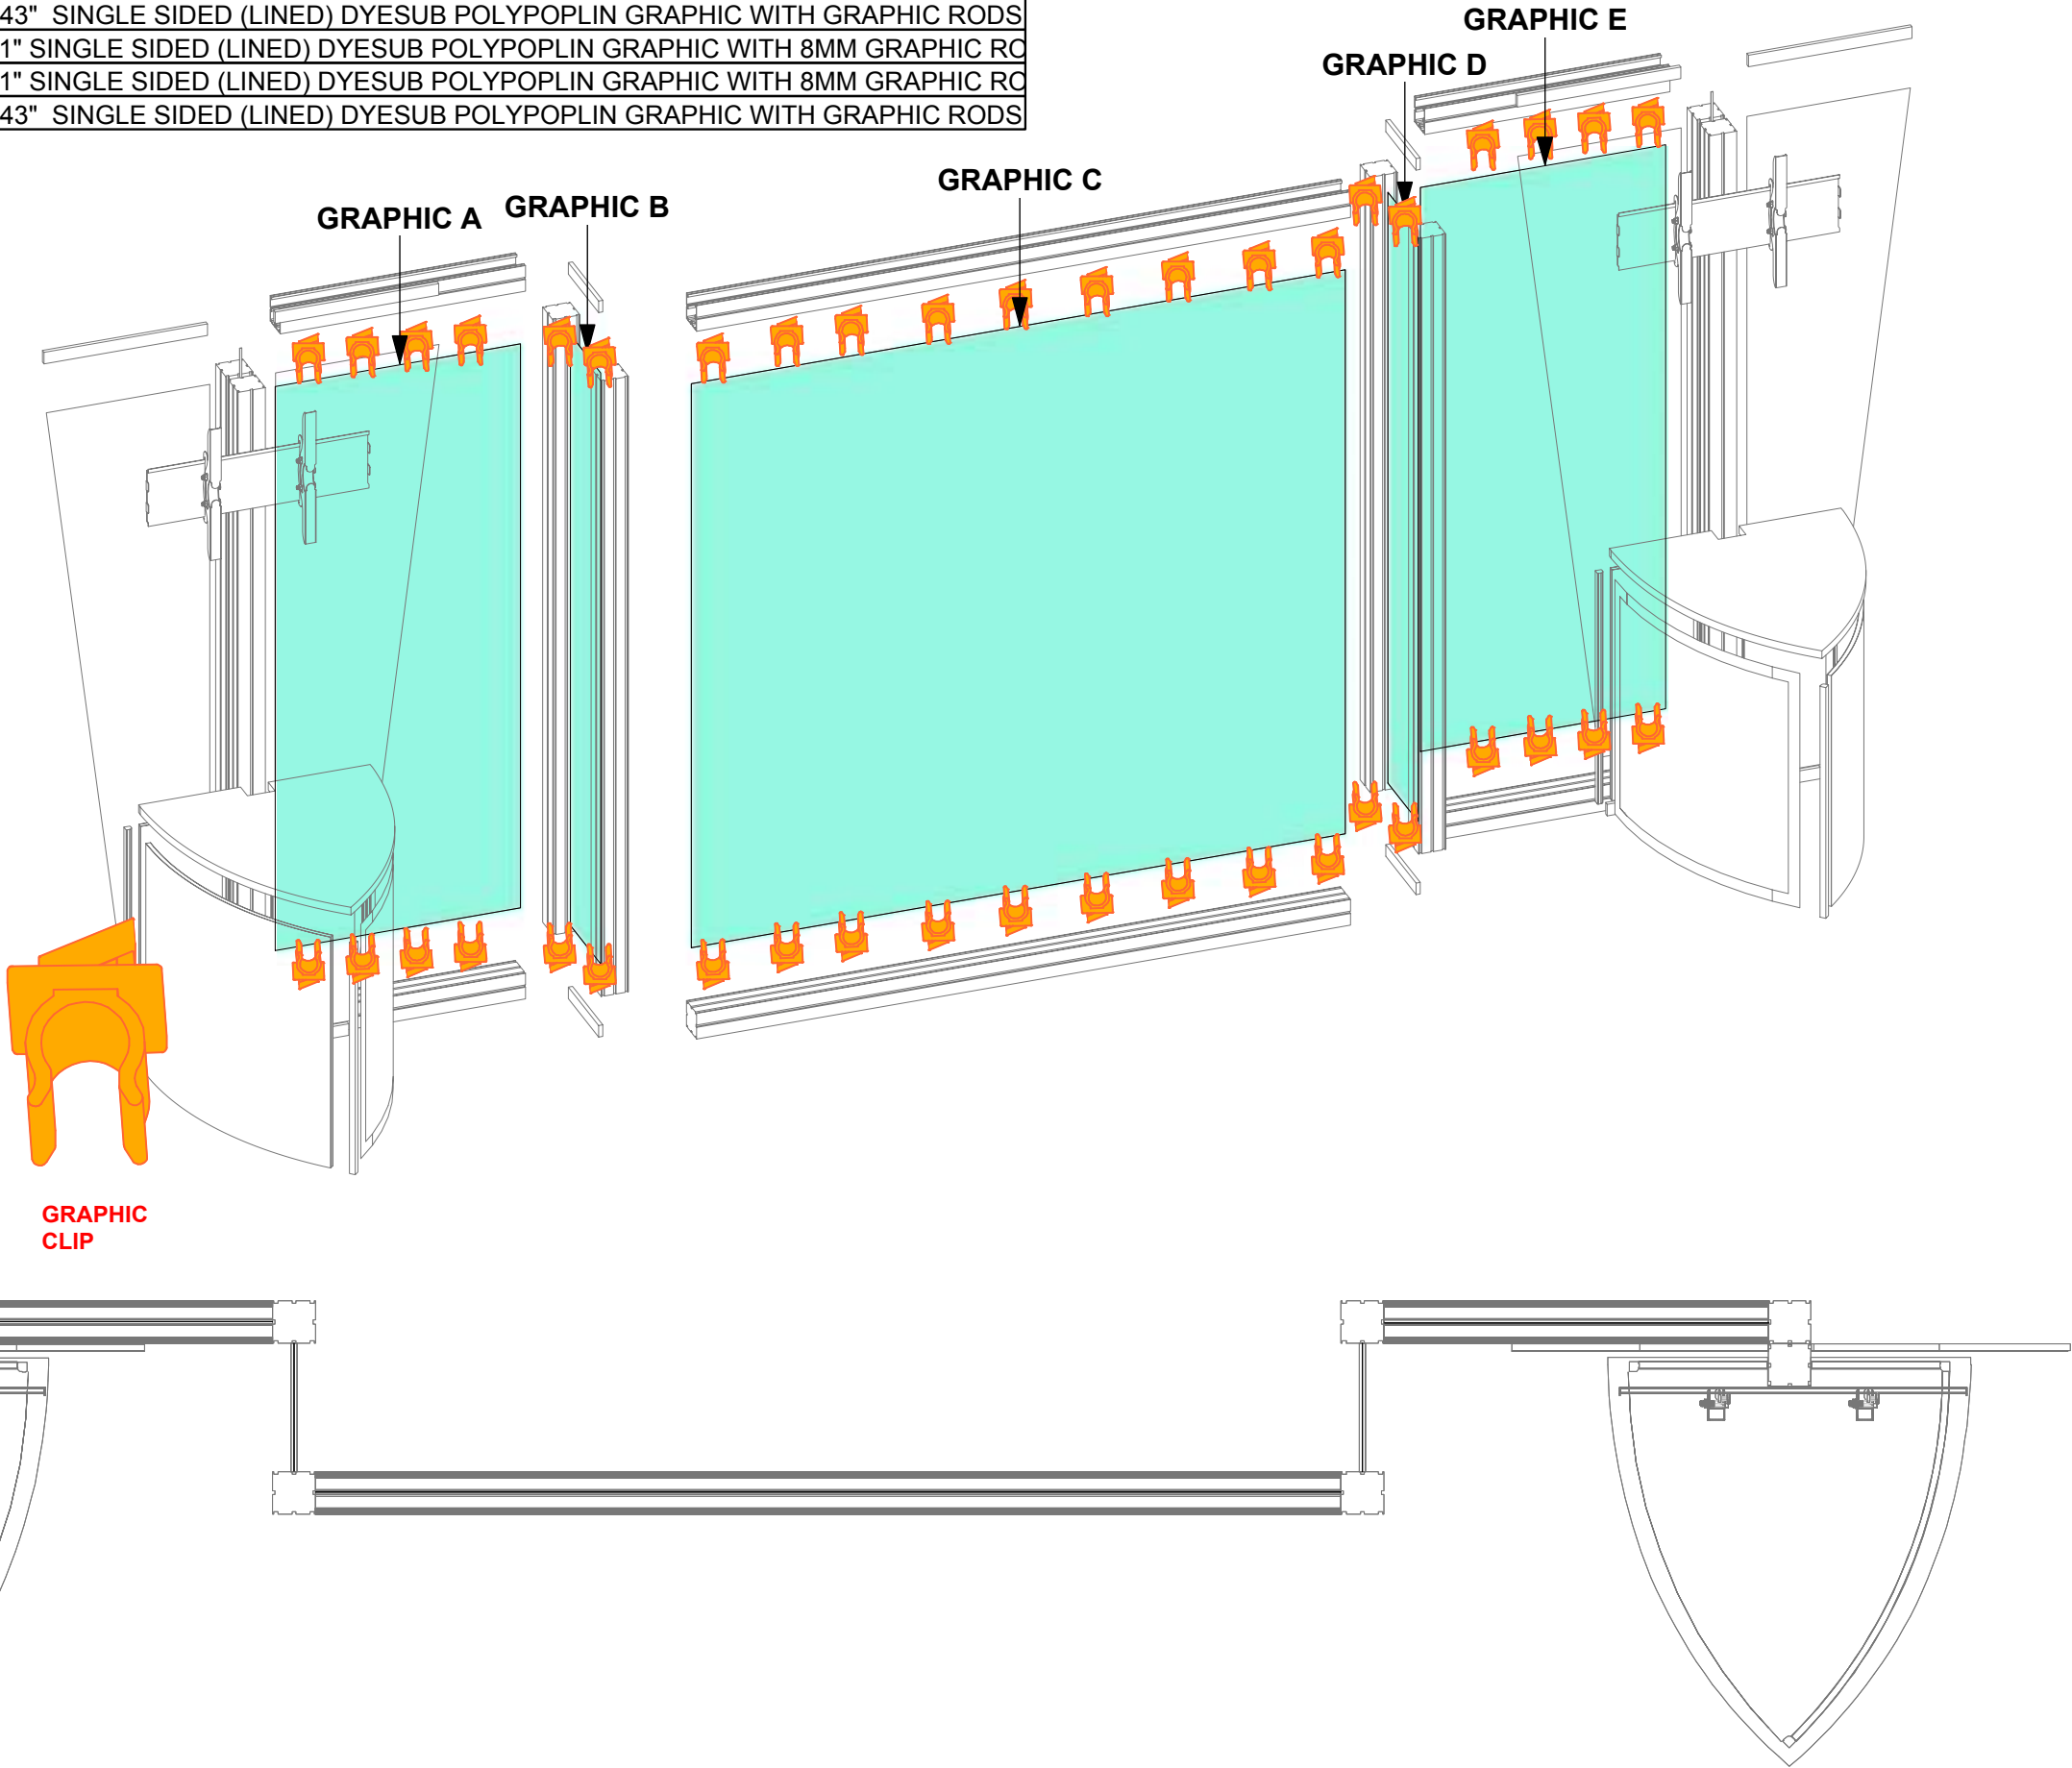 43" SINGLE SIDED (LINED) DYESUB POLYPOPLIN GRAPHIC WITH GRAPHIC RODS
1" SINGLE SIDED (LINED) DYESUB POLYPOPLIN GRAPHIC WITH 8MM GRAPHIC RO
1" SINGLE SIDED (LINED) DYESUB POLYPOPLIN GRAPHIC WITH 8MM GRAPHIC RO
43" SINGLE SIDED (LINED) DYESUB POLYPOPLIN GRAPHIC WITH GRAPHIC RODS
GRAPHIC E
GRAPHIC D
GRAPHIC C
GRAPHIC B
GRAPHIC A
GRAPHIC
CLIP